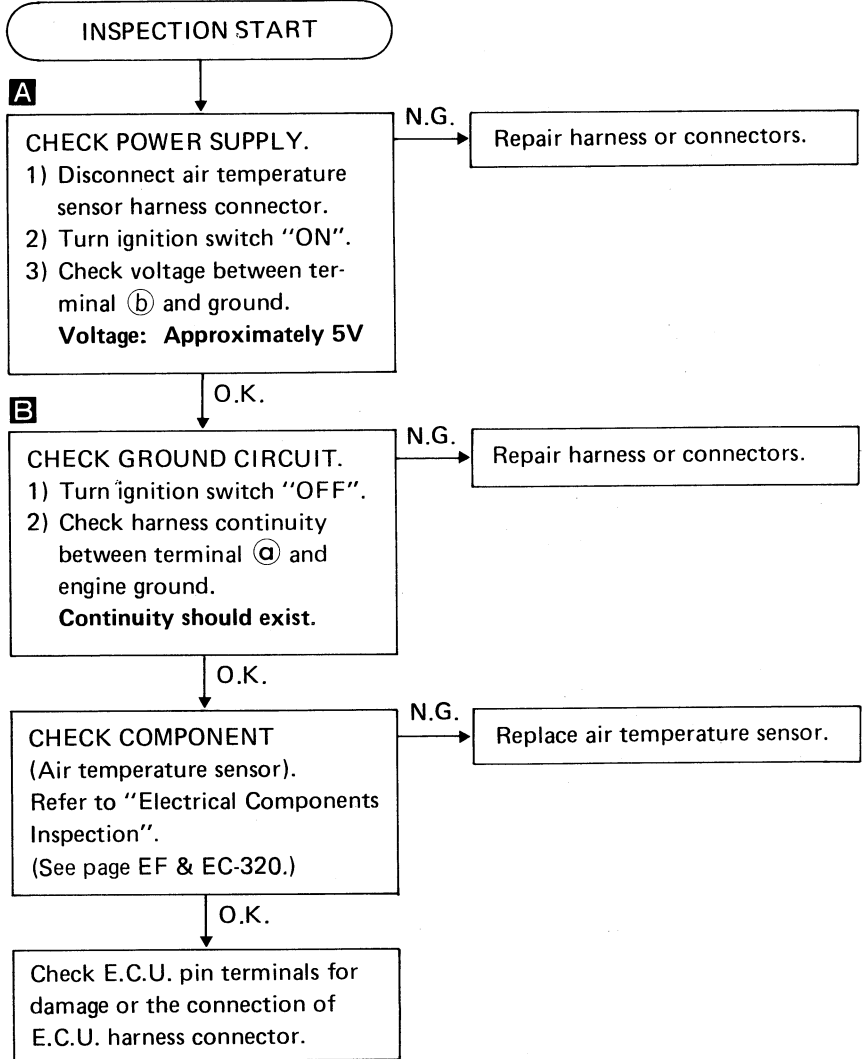 INSPECTION START
A
CHECK POWER SUPPLY.
1) Disconnect air temperature
sensor harness connector.
2) Turn ignition switch "ON".
3) Check voltage between ter-
minal ⓑ and ground.
Voltage: Approximately 5V
N.G.
Repair harness or connectors.
O.K.
B
CHECK GROUND CIRCUIT.
1) Turn ignition switch "OFF".
2) Check harness continuity
between terminal ⓐ and
engine ground.
Continuity should exist.
N.G.
Repair harness or connectors.
O.K.
CHECK COMPONENT
(Air temperature sensor).
Refer to "Electrical Components
Inspection".
(See page EF & EC-320.)
N.G.
Replace air temperature sensor.
O.K.
Check E.C.U. pin terminals for
damage or the connection of
E.C.U. harness connector.